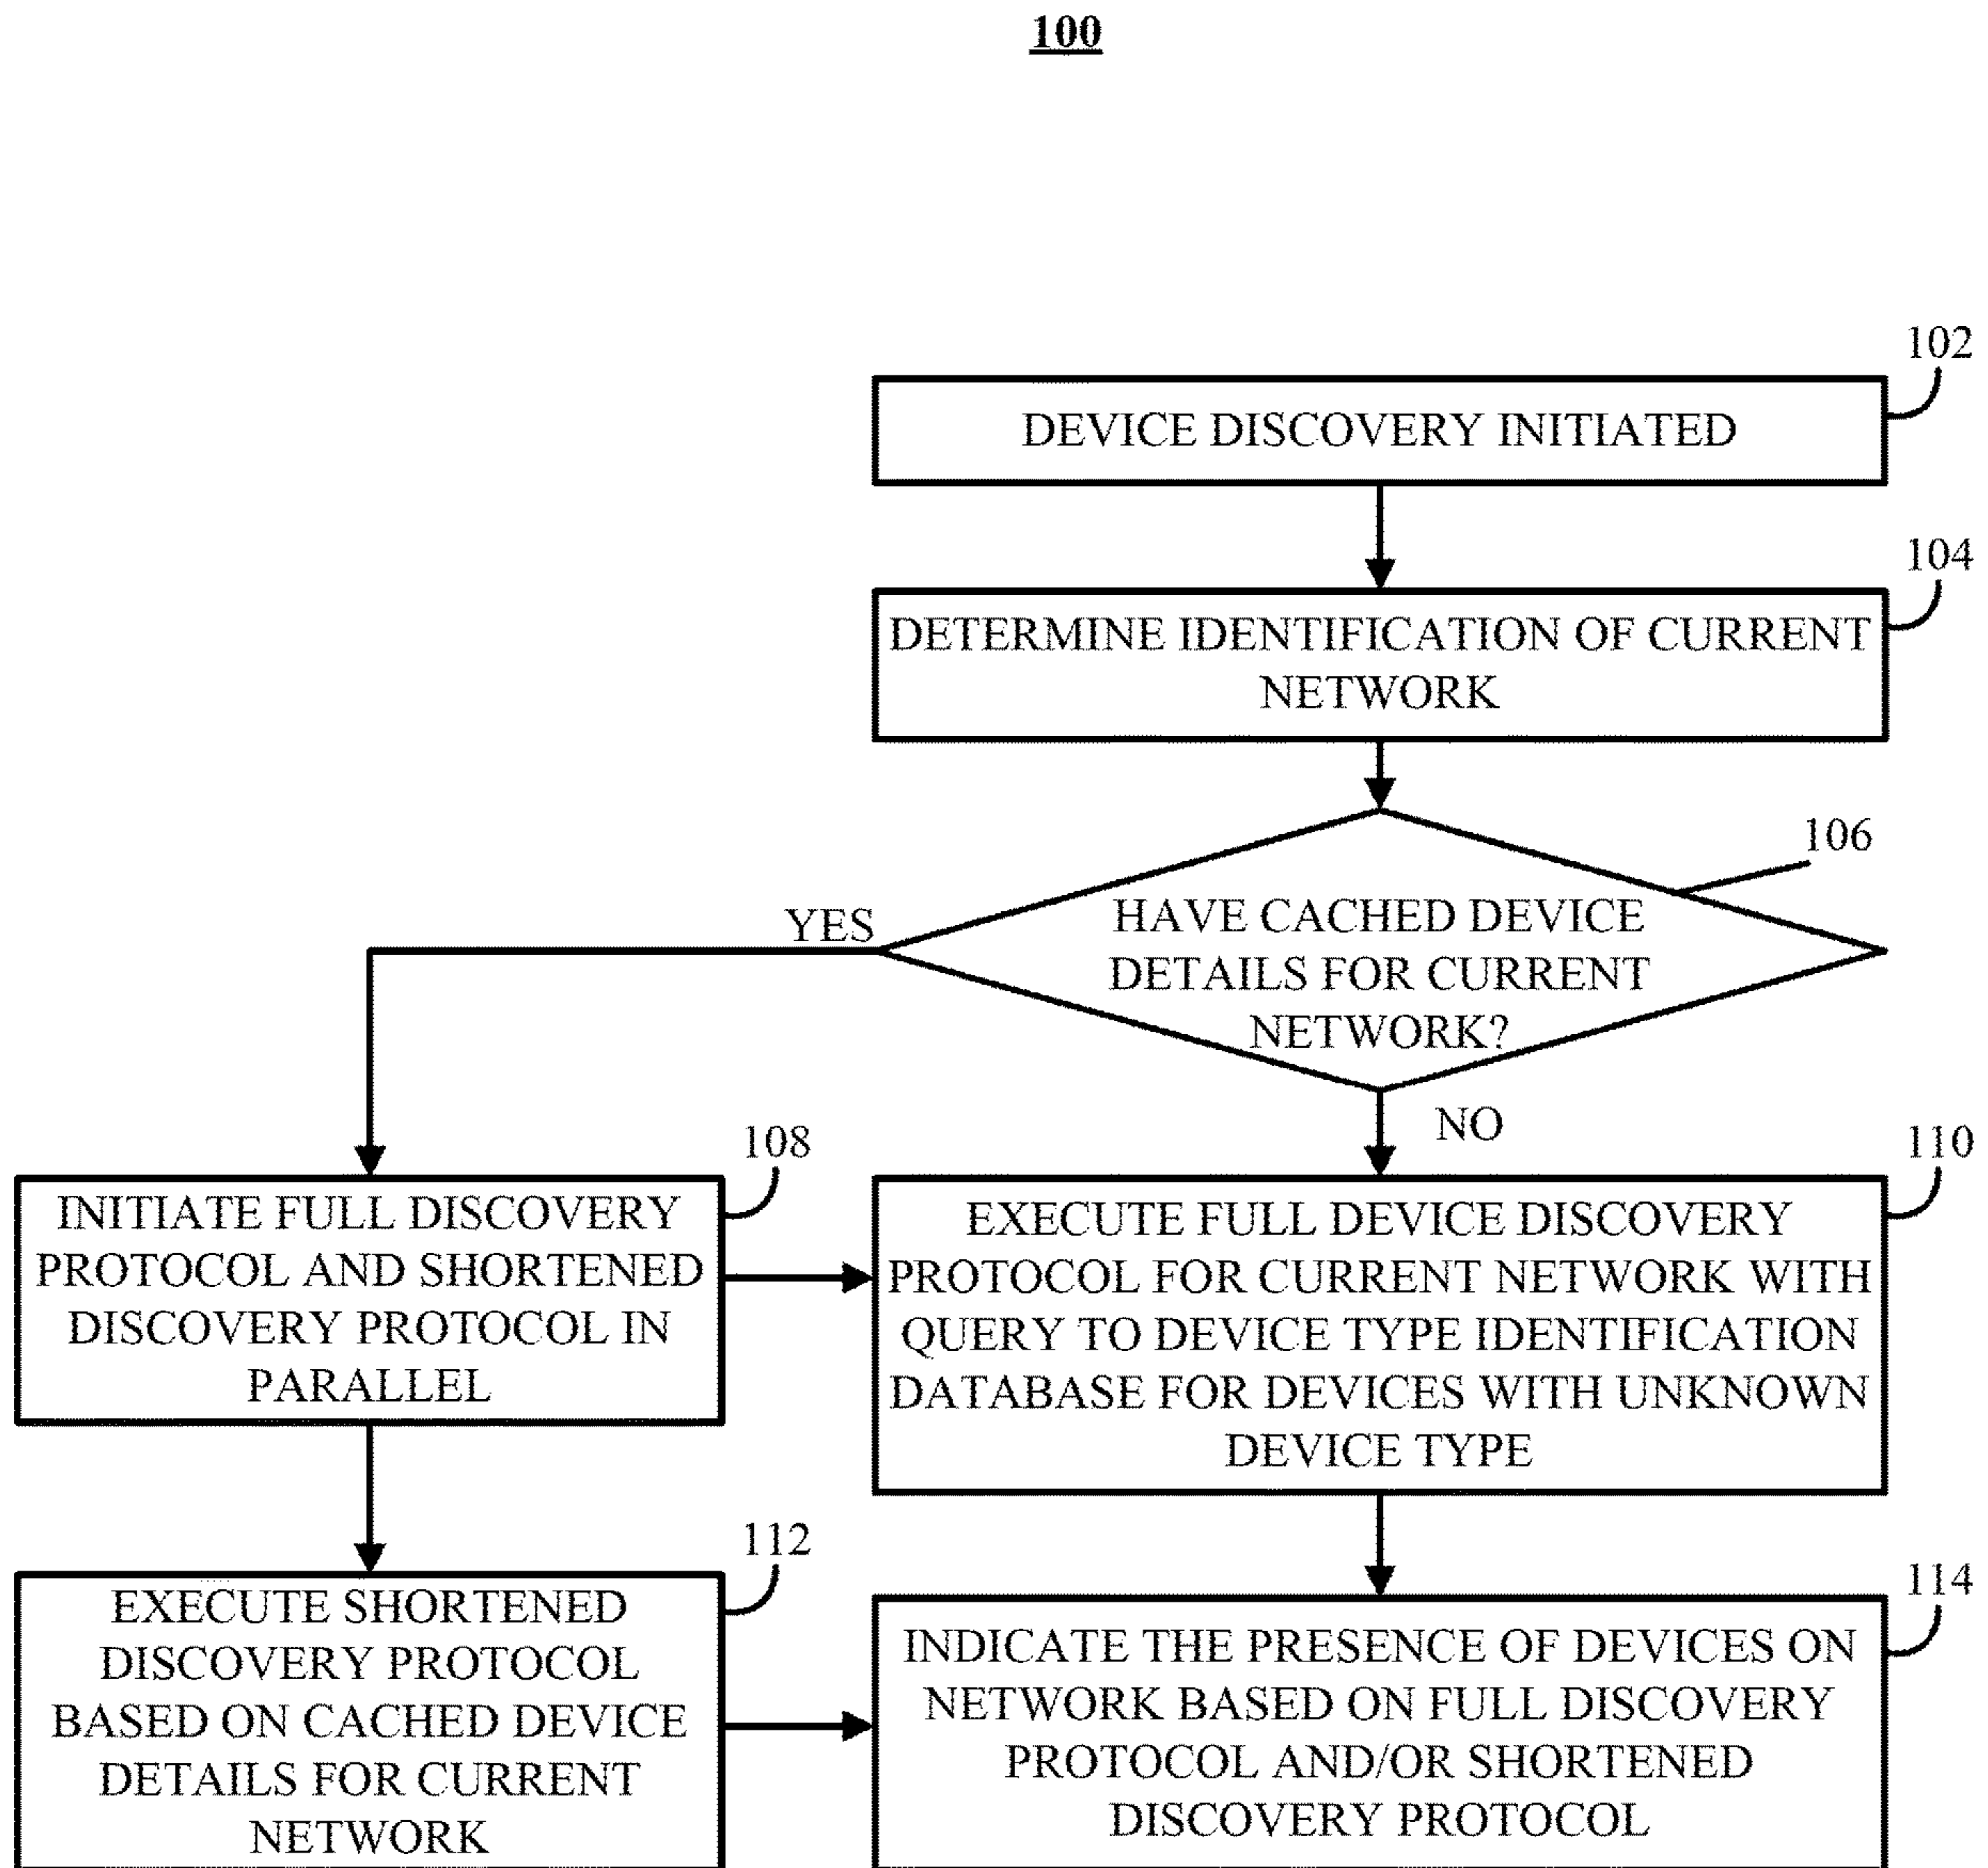 100
102
DEVICE DISCOVERY INITIATED
104
DETERMINE IDENTIFICATION OF CURRENT
NETWORK
106
HAVE CACHED DEVICE
DETAILS FOR CURRENT
NETWORK?
YES
NO
108
INITIATE FULL DISCOVERY
PROTOCOL AND SHORTENED
DISCOVERY PROTOCOL IN
PARALLEL
110
EXECUTE FULL DEVICE DISCOVERY
PROTOCOL FOR CURRENT NETWORK WITH
QUERY TO DEVICE TYPE IDENTIFICATION
DATABASE FOR DEVICES WITH UNKNOWN
DEVICE TYPE
112
EXECUTE SHORTENED
DISCOVERY PROTOCOL
BASED ON CACHED DEVICE
DETAILS FOR CURRENT
NETWORK
114
INDICATE THE PRESENCE OF DEVICES ON
NETWORK BASED ON FULL DISCOVERY
PROTOCOL AND/OR SHORTENED
DISCOVERY PROTOCOL